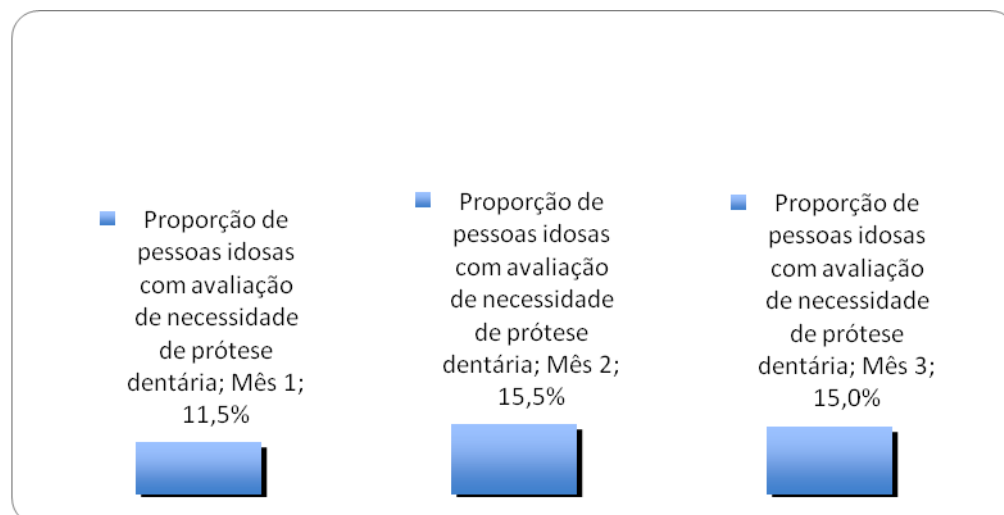 Proporção de
pessoas idosas
com avaliação
de necessidade
de prótese
dentária; Mês 1;
11,5%
Proporção de
pessoas idosas
com avaliação
de necessidade
de prótese
dentária; Mês 2;
15,5%
Proporção de
pessoas idosas
com avaliação
de necessidade
de prótese
dentária; Mês 3;
15,0%